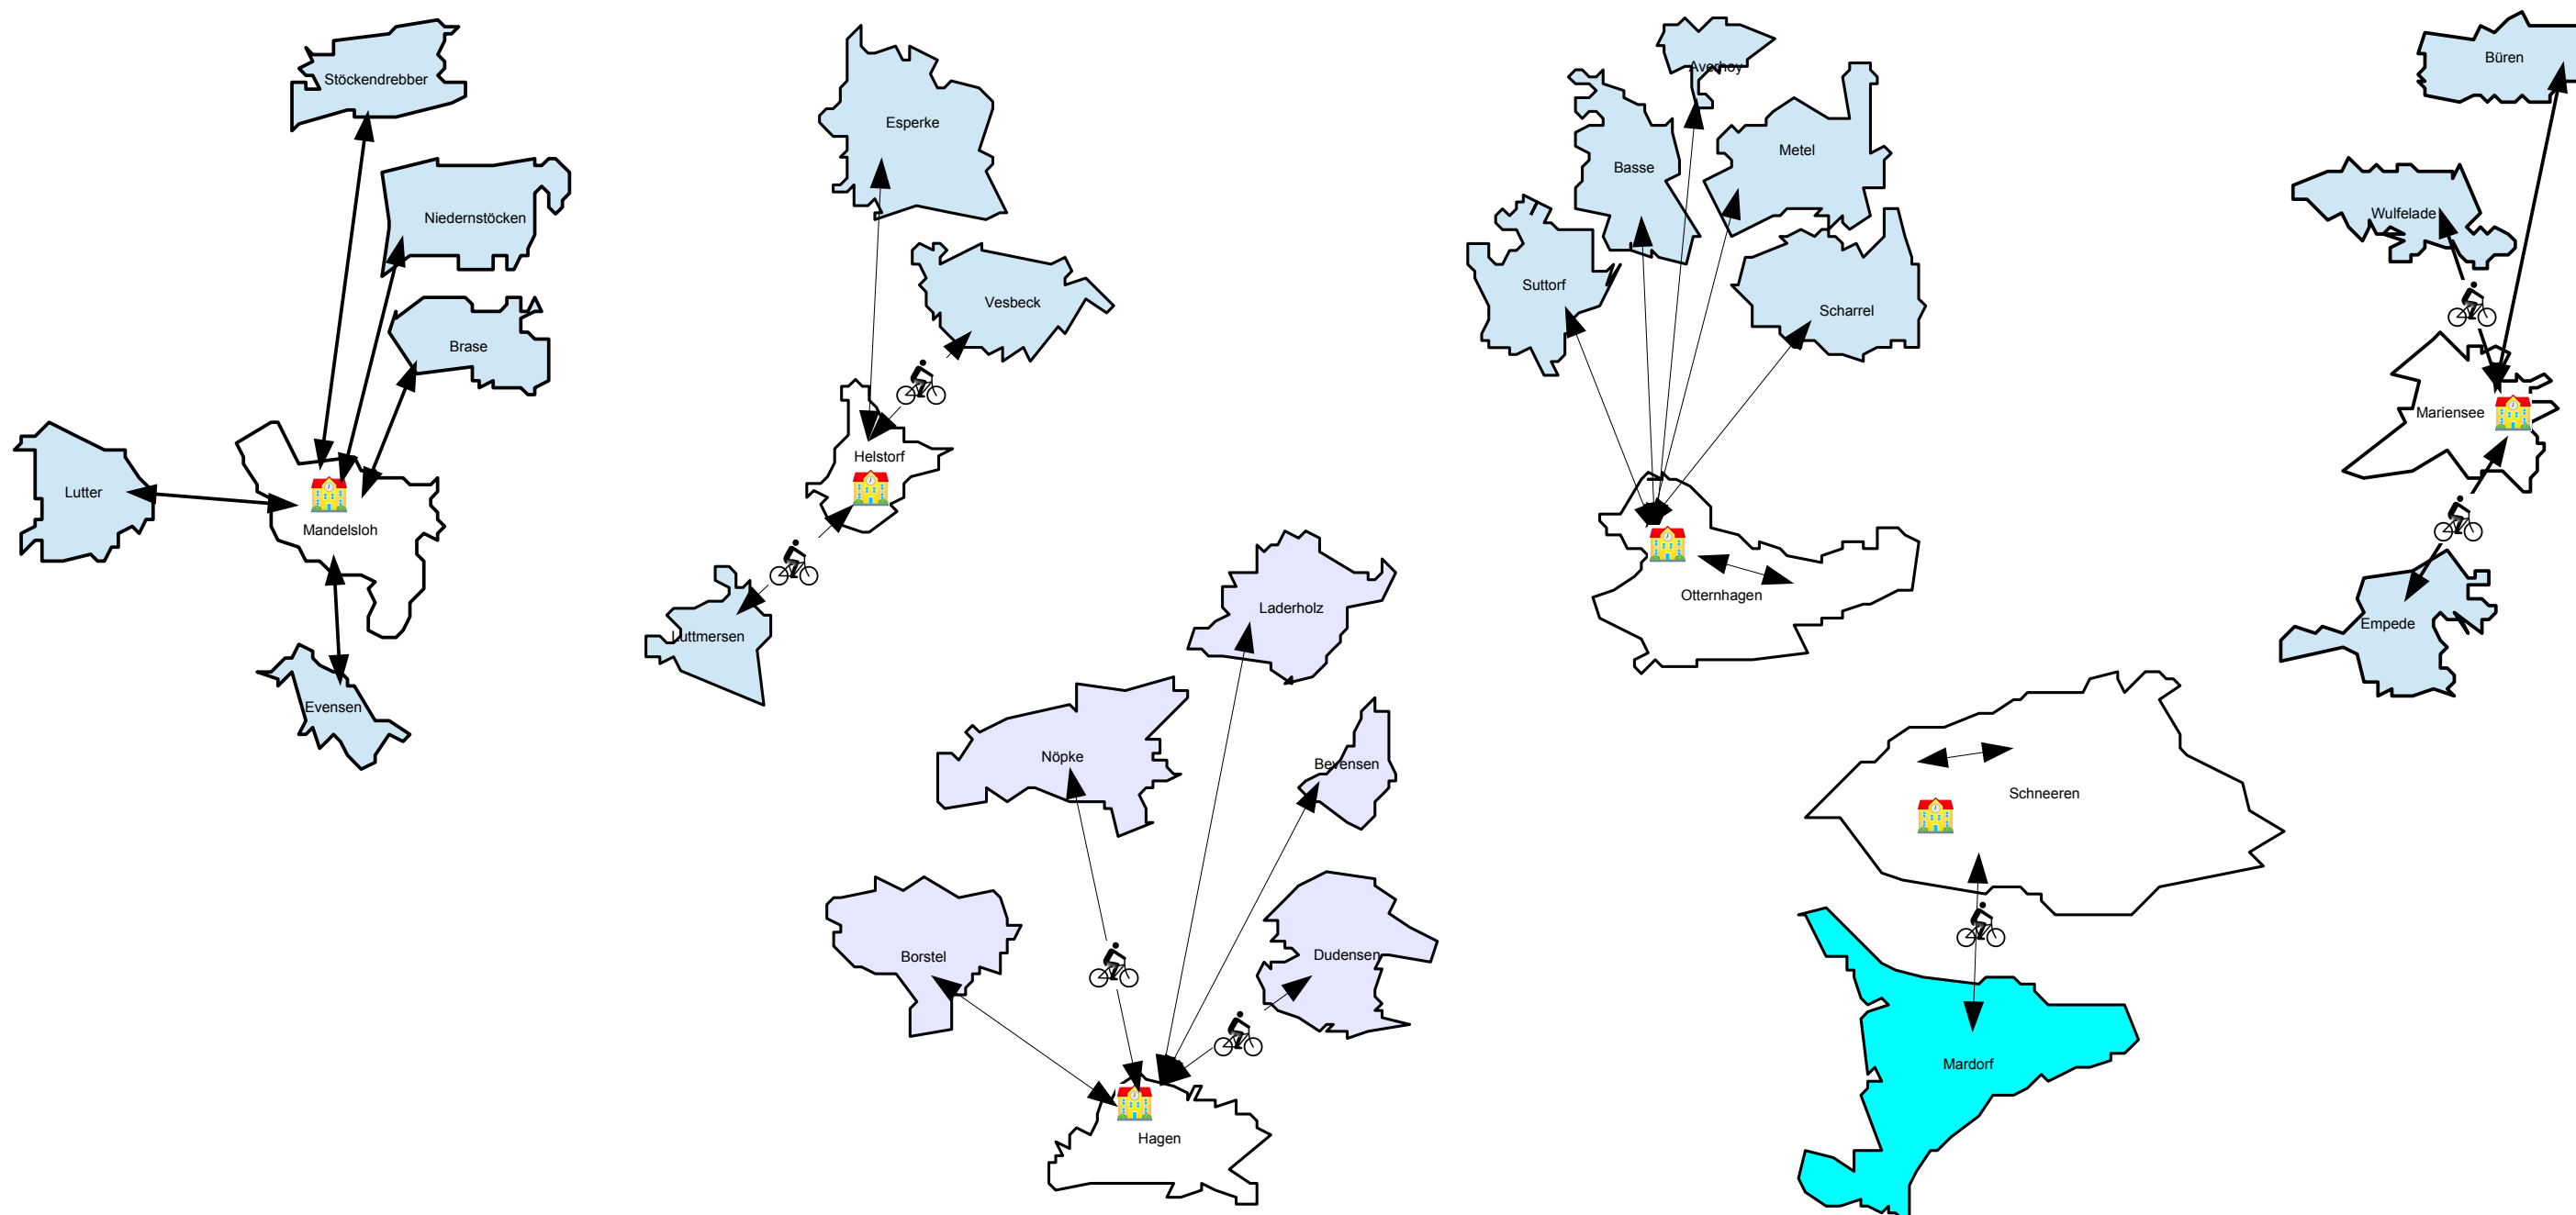 Stöckendrebber
Niedernstöcken
Brase
Lutter
Mandelsloh
Evensen
Esperke
Vesbeck
Helstorf
Luttmersen
Laderholz
Nöpke
Bevensen
Borstel
Dudensen
Hagen
Averhoy
Basse
Metel
Suttorf
Scharrel
Otternhagen
Büren
Wulfelade
Mariensee
Empede
Schneeren
Mardorf